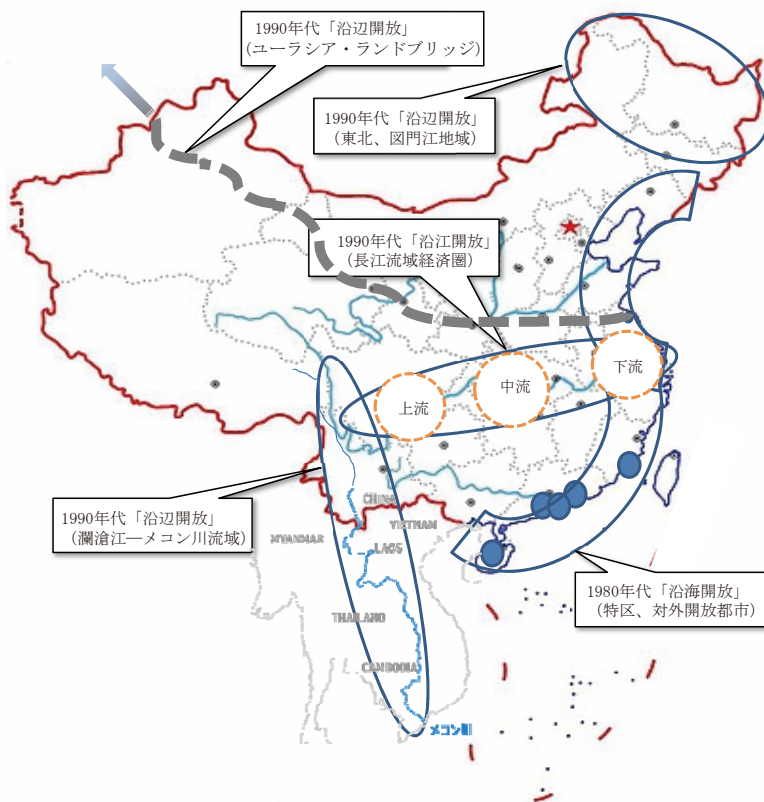 1990年代「沿辺開放」
（ユーラシア・ランドブリッジ）
1990年代「沿辺開放」
（東北、図門江地域）
1990年代「沿江開放」
（長江流域経済圏）
下流
中流
上流
CHINA
1990年代「沿辺開放」
（瀾滄江―メコン川流域）
VIETNAM
MYANMAR
LAOS
1980年代「沿海開放」
（特区、対外開放都市）
THAILAND
CAMBODIA
メコン川